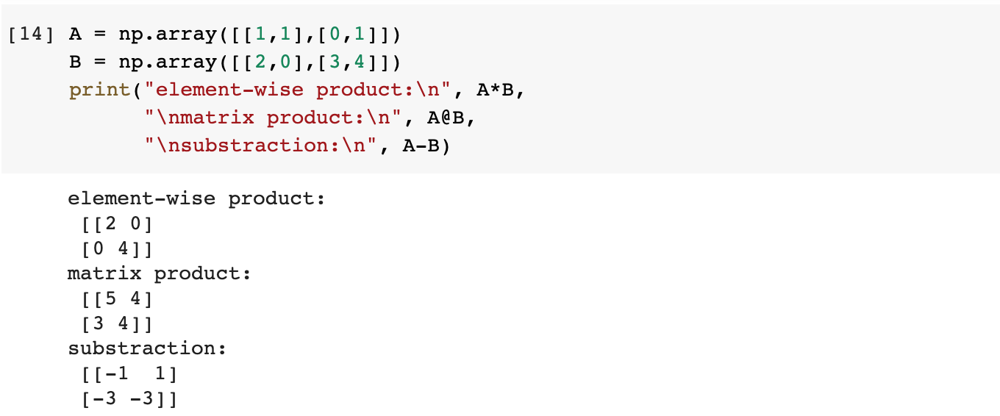 [14] A = np.array([[1,1],[0,1]])
B = np.array([[2,0],[3,4]])
print("element-wise product:\n", A*B,
"\nmatrix product:\n", A@B,
"\nsubstraction:\n", A-B)
element-wise product:
[[2 0]
[0 4]]
matrix product:
[[5 4]
[3 4]]
substraction:
[[-1  1]
[-3 -3]]